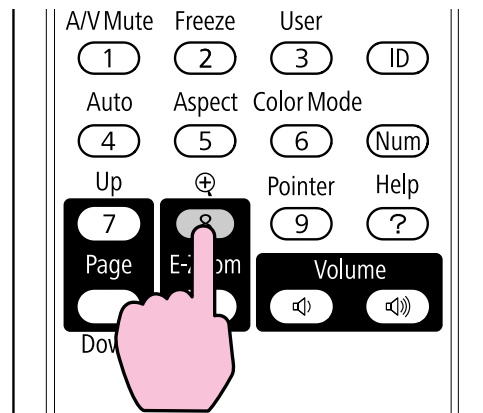 A/V Mute Freeze User
1 2 3 ID
Auto Aspect Color Mode
4 5 6 Num
Up Pointer Help
7 8 9 ?
Page Volume